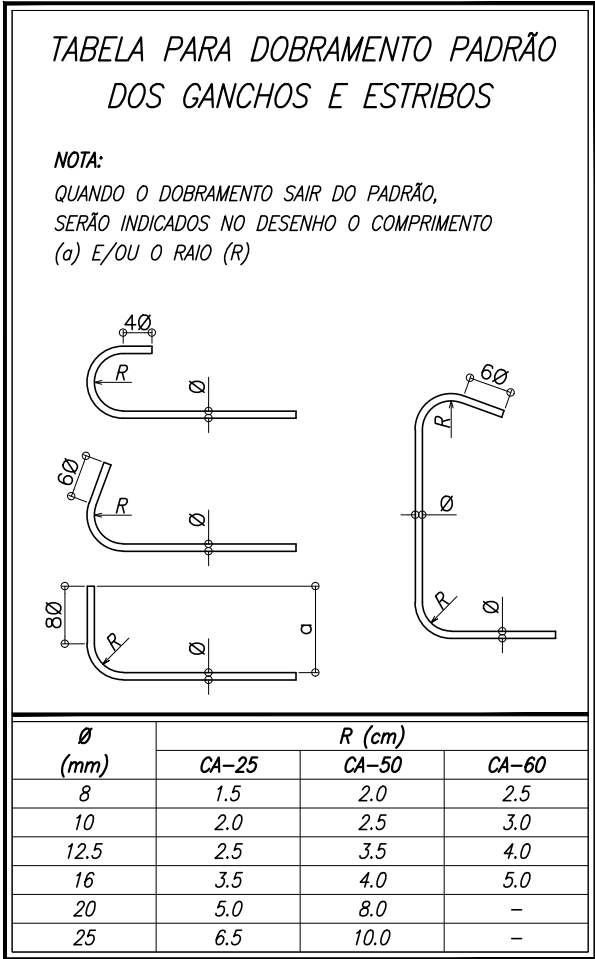 TABELA PARA DOBRAMENTO PADRÃO
DOS GANCHOS E ESTRIBOS
NOTA:
QUANDO O DOBRAMENTO SAIR DO PADRÃO,
SERÃO INDICADOS NO DESENHO O COMPRIMENTO
(a) E/OU O RAIO (R)
4Ø
R
Ø
6Ø
R
Ø
8Ø
R
Ø
a
6Ø
R
Ø
R
Ø
Ø R (cm)
(mm) CA-25 CA-50 CA-60
8 1.5 2.0 2.5
10 2.0 2.5 3.0
12.5 2.5 3.5 4.0
16 3.5 4.0 5.0
20 5.0 8.0 -
25 6.5 10.0 -